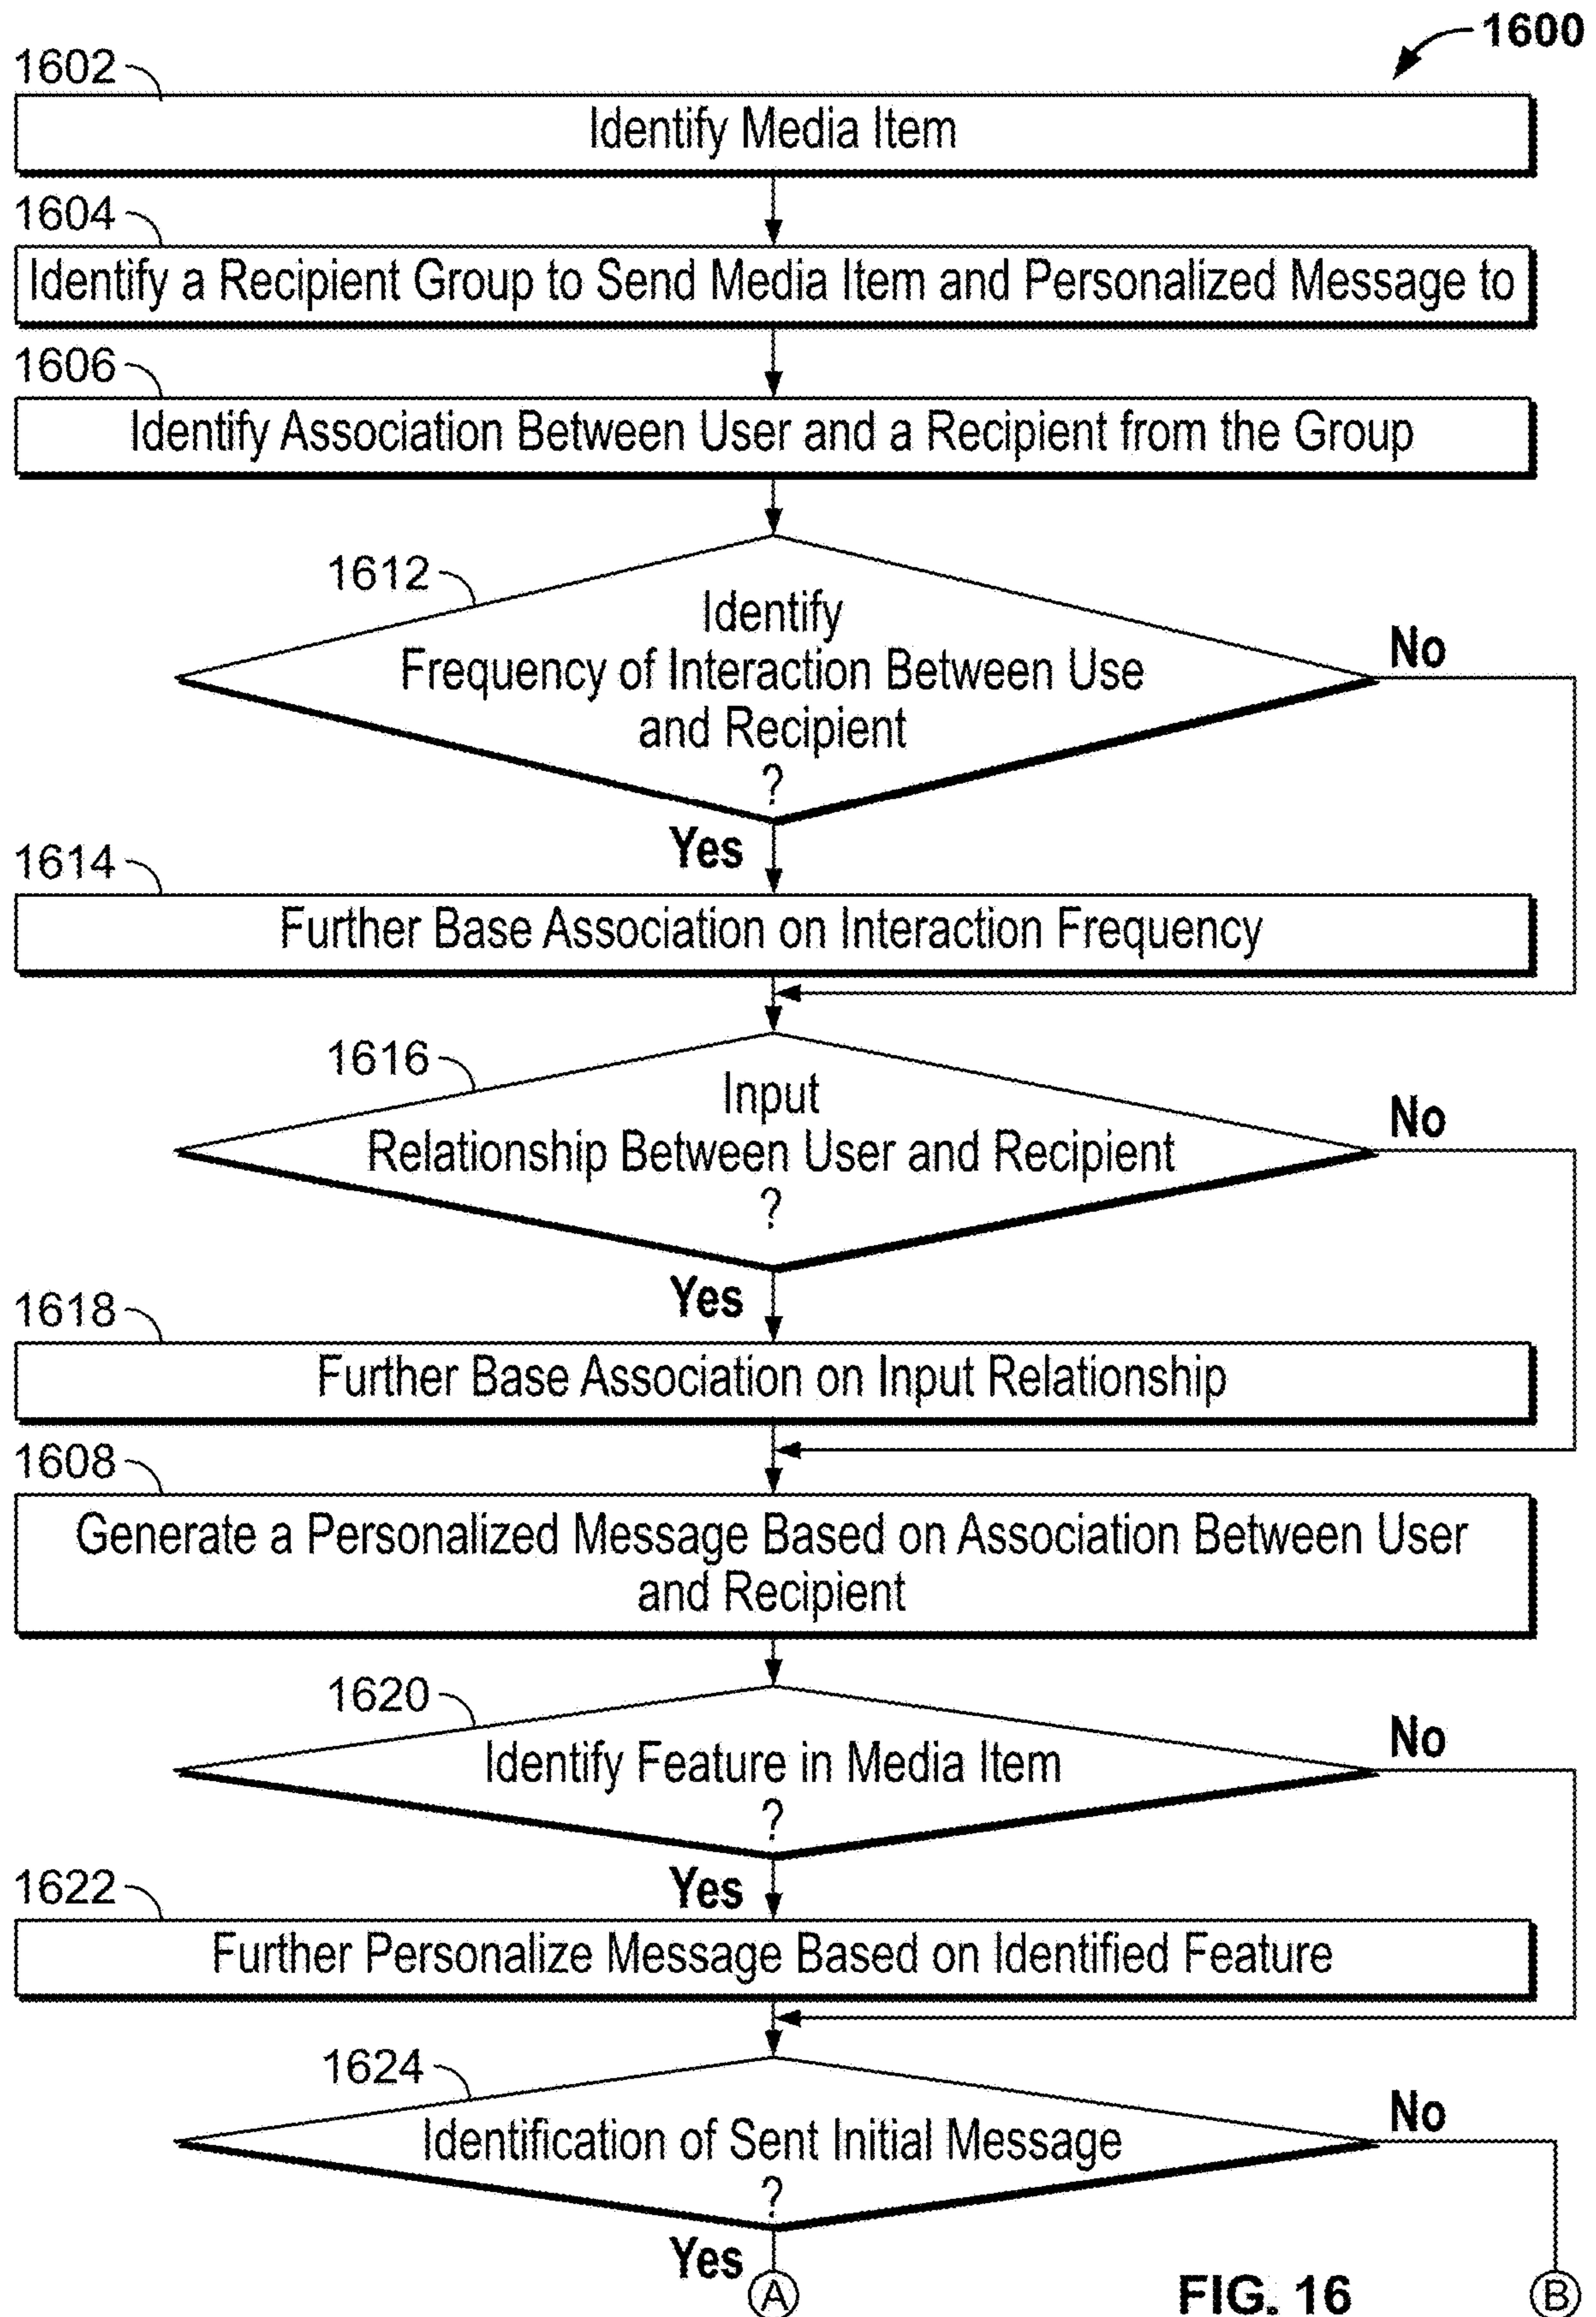 1600
1602
Identify Media Item
1604
Identify a Recipient Group to Send Media Item and Personalized Message to
1606
Identify Association Between User and a Recipient from the Group
1612
Identify
Frequency of Interaction Between Use
and Recipient
?
No
Yes
1614
Further Base Association on Interaction Frequency
1616
Input
Relationship Between User and Recipient
?
No
Yes
1618
Further Base Association on Input Relationship
1608
Generate a Personalized Message Based on Association Between User
and Recipient
1620
Identify Feature in Media Item
?
No
Yes
1622
Further Personalize Message Based on Identified Feature
1624
Identification of Sent Initial Message
?
No
Yes
A
FIG. 16
B